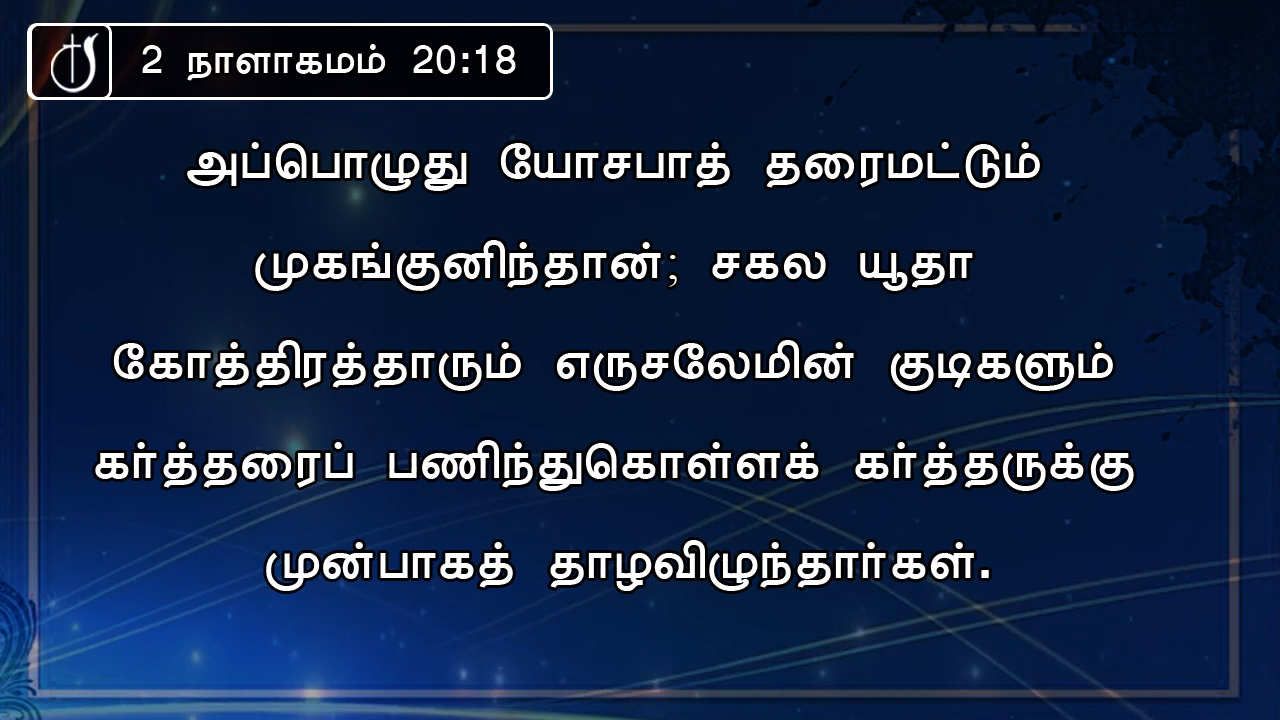 2 நாளாகமம் 20:18
அப்பொழுது யோசபாத் தரைமட்டும்
முகங்குனிந்தான்; சகல யூதா
கோத்திரத்தாரும் எருசலேமின் குடிகளும்
கர்த்தரைப் பணிந்துகொள்ளக் கர்த்தருக்கு
முன்பாகத் தாழவிழுந்தார்கள்.